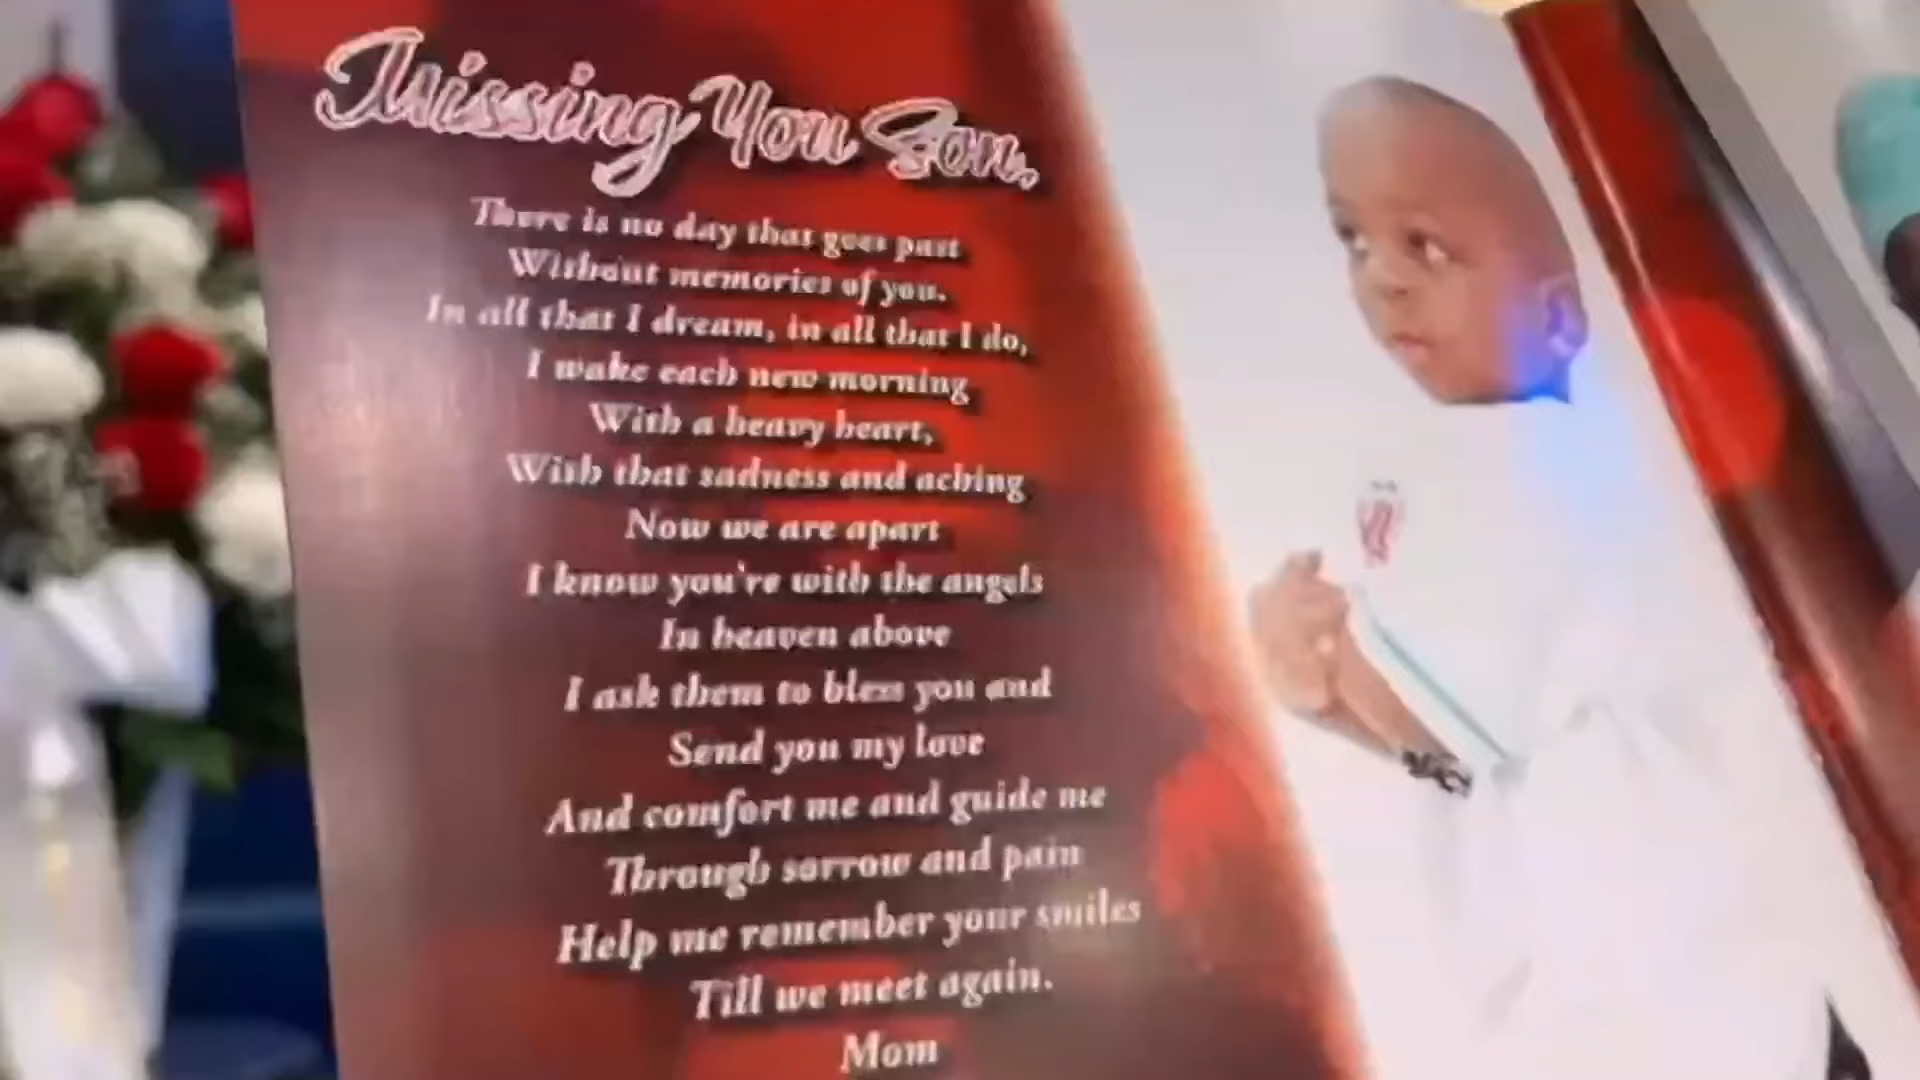 Missing You Son.
There is no day that goes past
Without memories of you.
In all that I dream, in all that I do,
I wake each new morning
With a heavy heart,
With that sadness and aching
Now we are apart
I know you're with the angels
In heaven above
I ask them to bless you and
Send you my love
And comfort me and guide me
Through sorrow and pain
Help me remember your smiles
Till we meet again.
Mom